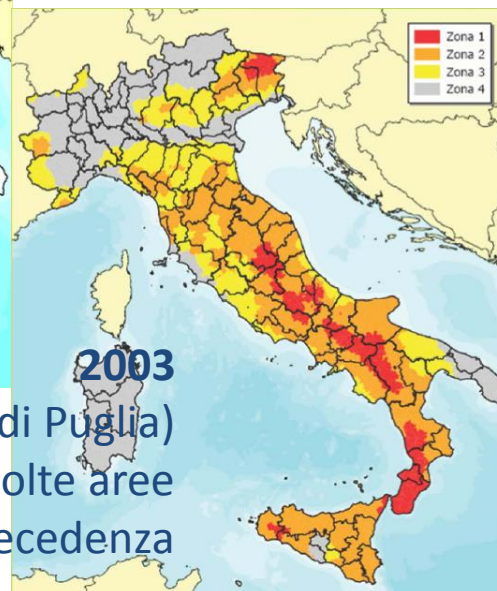 Zona 1
Zona 2
Zona 3
Zona 4
2003
di Puglia)
olte aree
ecedenza